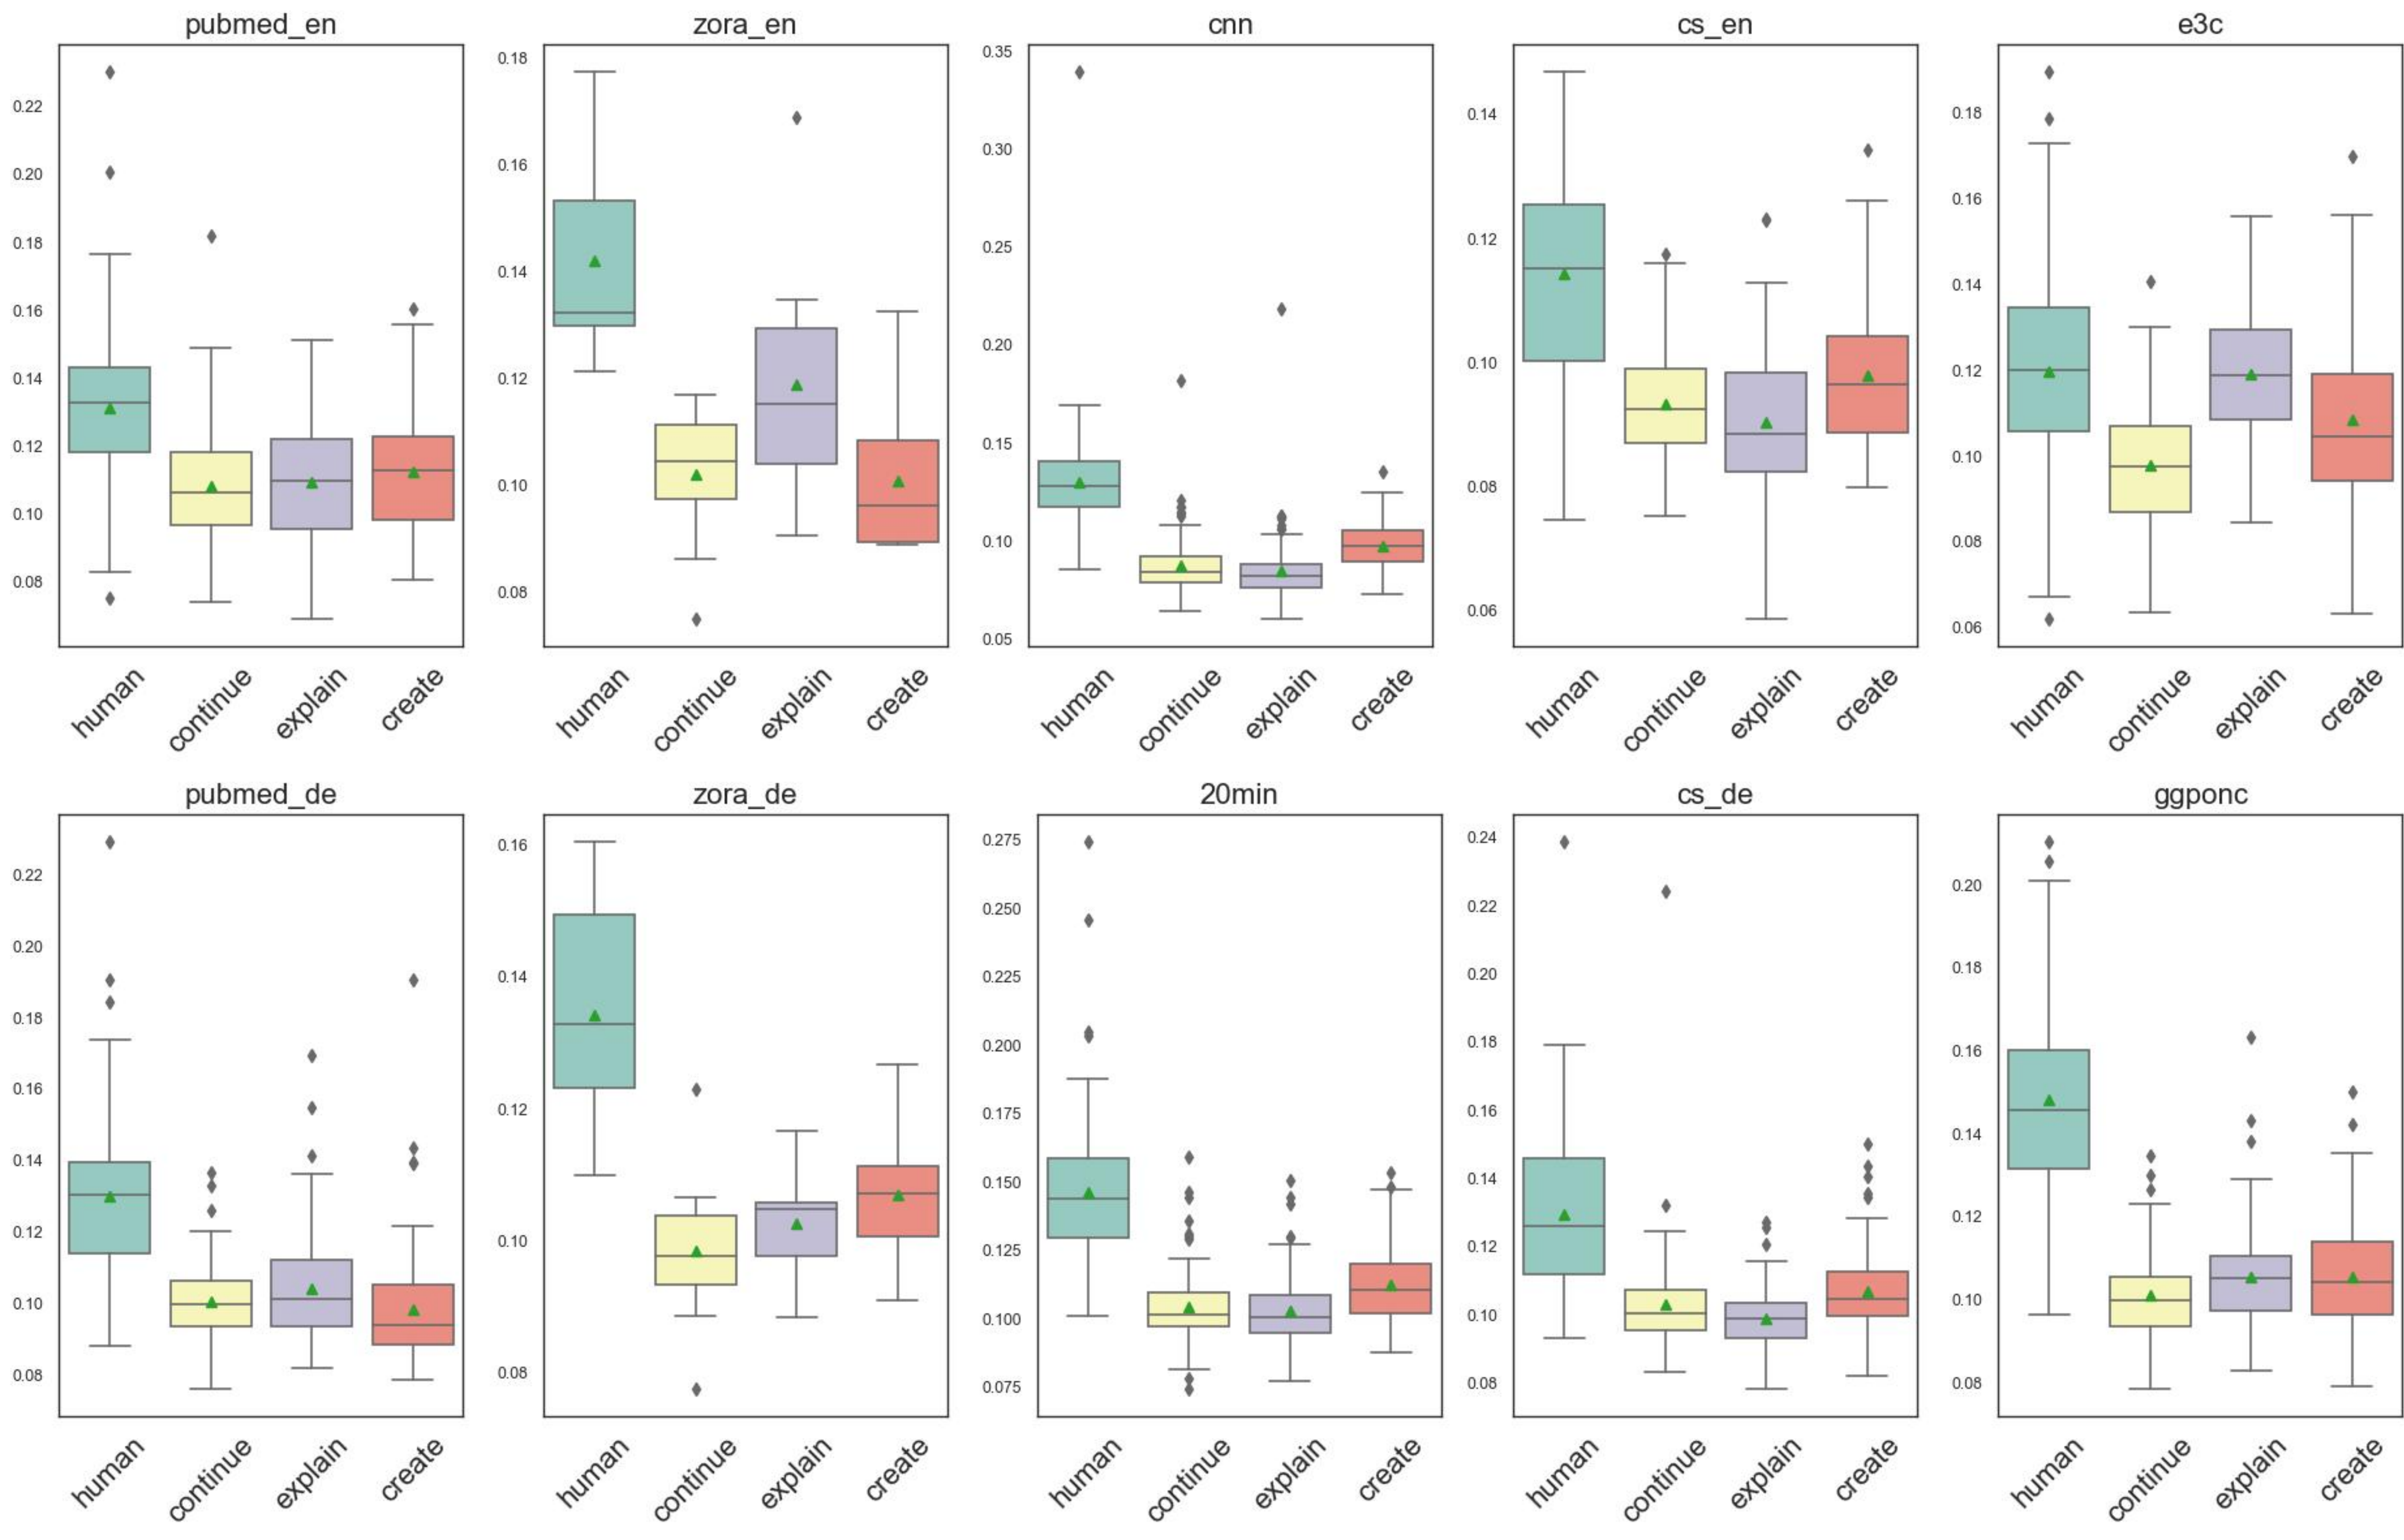 pubmed_en
0.22
0.20
0.18
0.16
0.14
0.12
0.10
0.08
human
continue
explain
create
zora_en
0.18
0.16
0.14
0.12
0.10
0.08
human
continue
explain
create
cnn
0.35
0.30
0.25
0.20
0.15
0.10
0.05
human
continue
explain
create
cs_en
0.14
0.12
0.10
0.08
0.06
human
continue
explain
create
e3c
0.18
0.16
0.14
0.12
0.10
0.08
0.06
human
continue
explain
create
pubmed_de
0.22
0.20
0.18
0.16
0.14
0.12
0.10
0.08
human
continue
explain
create
zora_de
0.16
0.14
0.12
0.10
0.08
human
continue
explain
create
20min
0.275
0.250
0.225
0.200
0.175
0.150
0.125
0.100
0.075
human
continue
explain
create
cs_de
0.24
0.22
0.20
0.18
0.16
0.14
0.12
0.10
0.08
human
continue
explain
create
ggponc
0.20
0.18
0.16
0.14
0.12
0.10
0.08
human
continue
explain
create